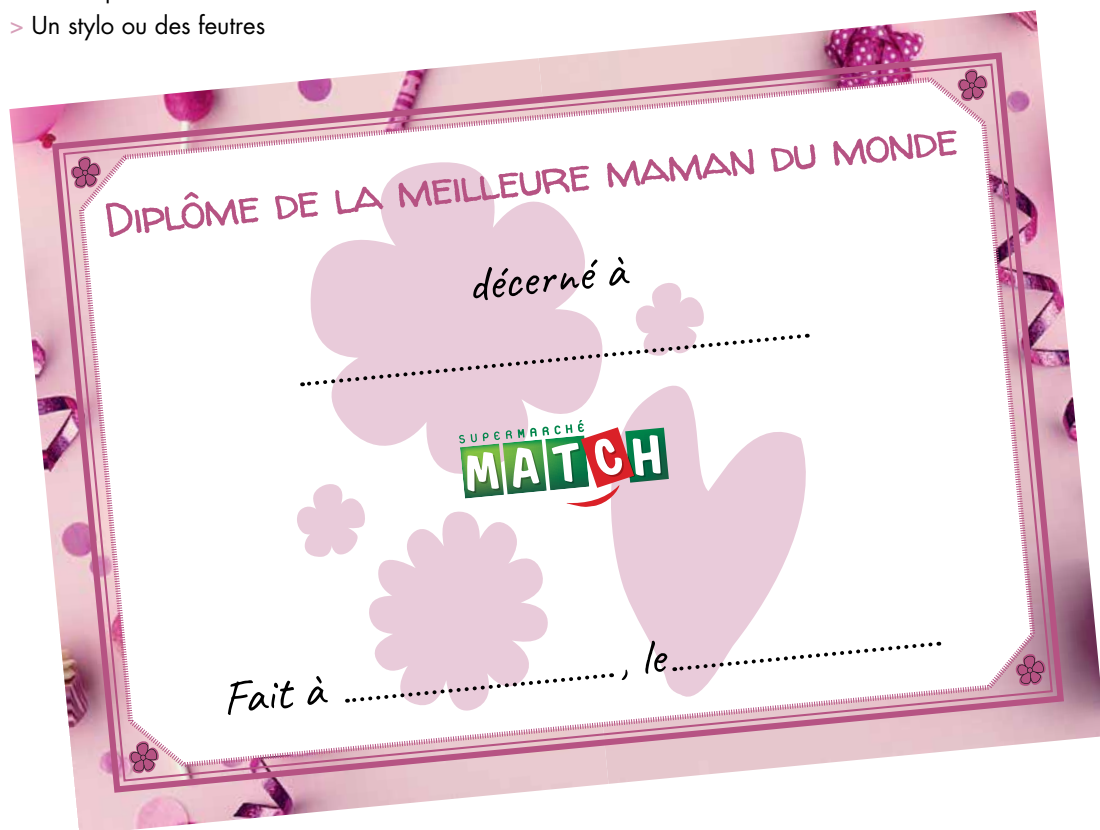 > Un stylo ou des feutres
DIPLÔME DE LA MEILLEURE MAMAN DU MONDE
décerné à
SUPERMARCHÉ
MATCH
Fait à ........................, le........................